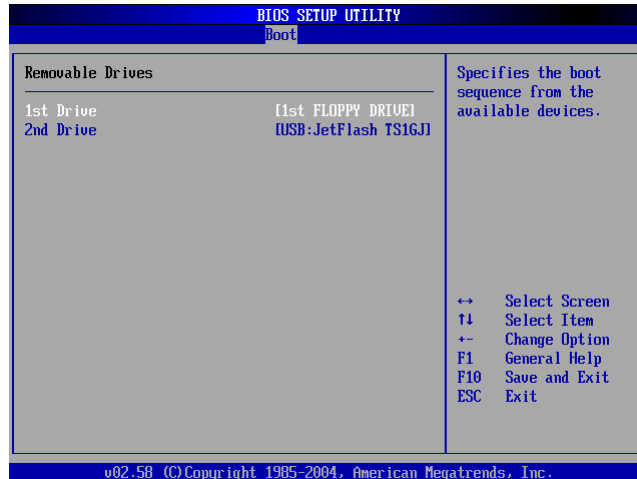 BIOS SETUP UTILITY
Boot
Removable Drives
1st Drive [1st FLOPPY DRIVE]
2nd Drive [USB:JetFlash TS1GJ]
Specifies the boot
sequence from the
available devices.
↔ Select Screen
↑↓ Select Item
+- Change Option
F1 General Help
F10 Save and Exit
ESC Exit
v02.58 (C)Copyright 1985-2004, American Megatrends, Inc.